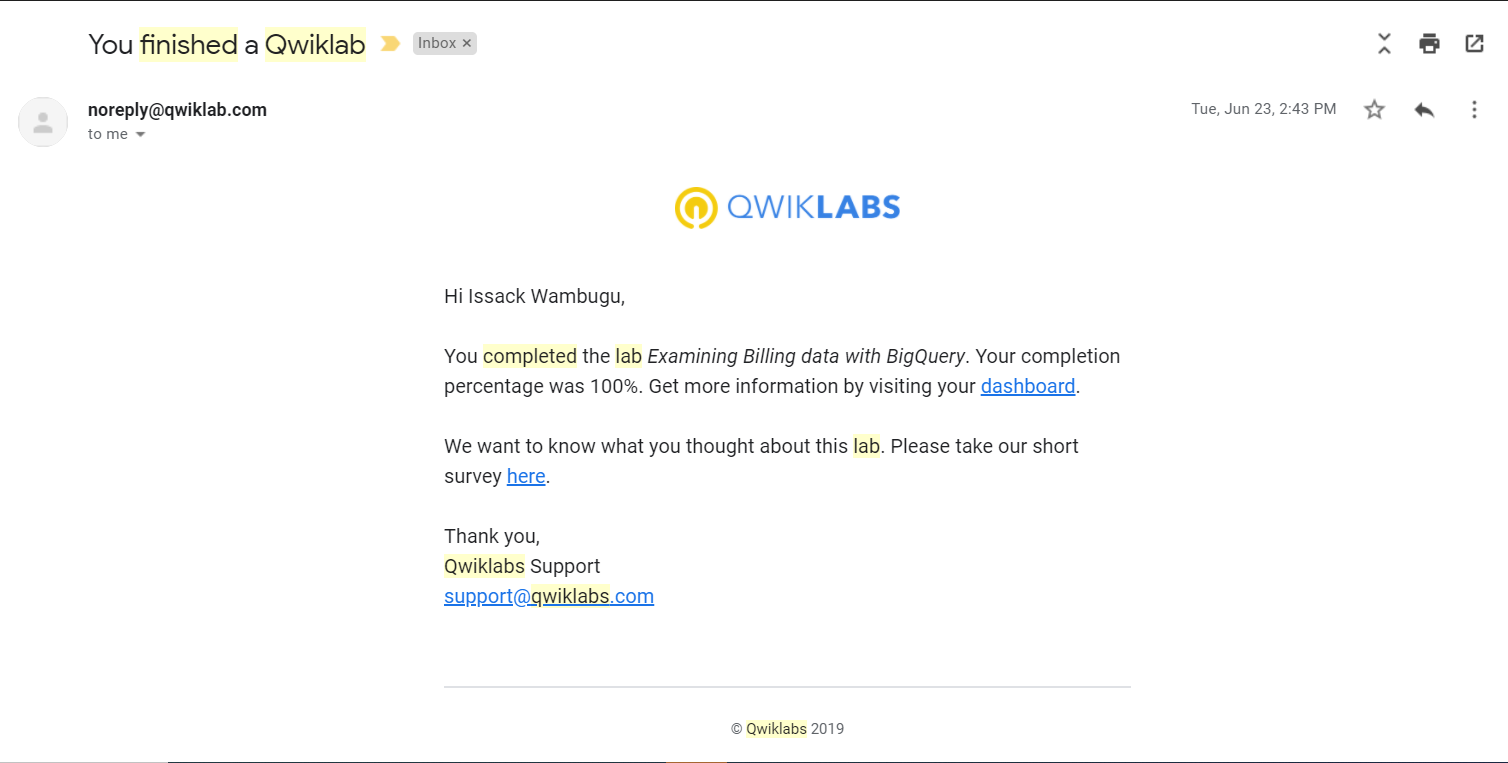 You finished a Qwiklab Inbox ×
noreply@qwiklab.com
Tue, Jun 23, 2:43 PM
to me
QWIKLABS
Hi Issack Wambugu,
You completed the lab Examining Billing data with BigQuery. Your completion
percentage was 100%. Get more information by visiting your dashboard.
We want to know what you thought about this lab. Please take our short
survey here.
Thank you,
Qwiklabs Support
support@qwiklabs.com
© Qwiklabs 2019